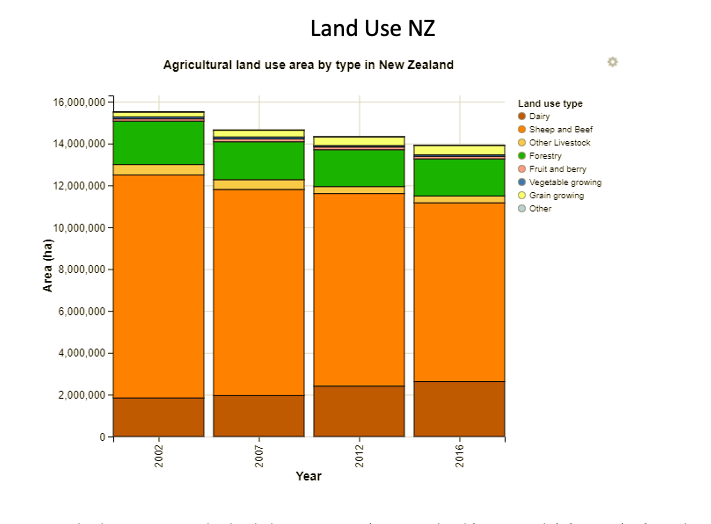 Land Use NZ
Agricultural land use area by type in New Zealand
Area (ha)
16,000,000
14,000,000
12,000,000
10,000,000
8,000,000
6,000,000
4,000,000
2,000,000
0
2002
2007
2012
2016
Year
Land use type
Dairy
Sheep and Beef
Other Livestock
Forestry
Fruit and berry
Vegetable growing
Grain growing
Other